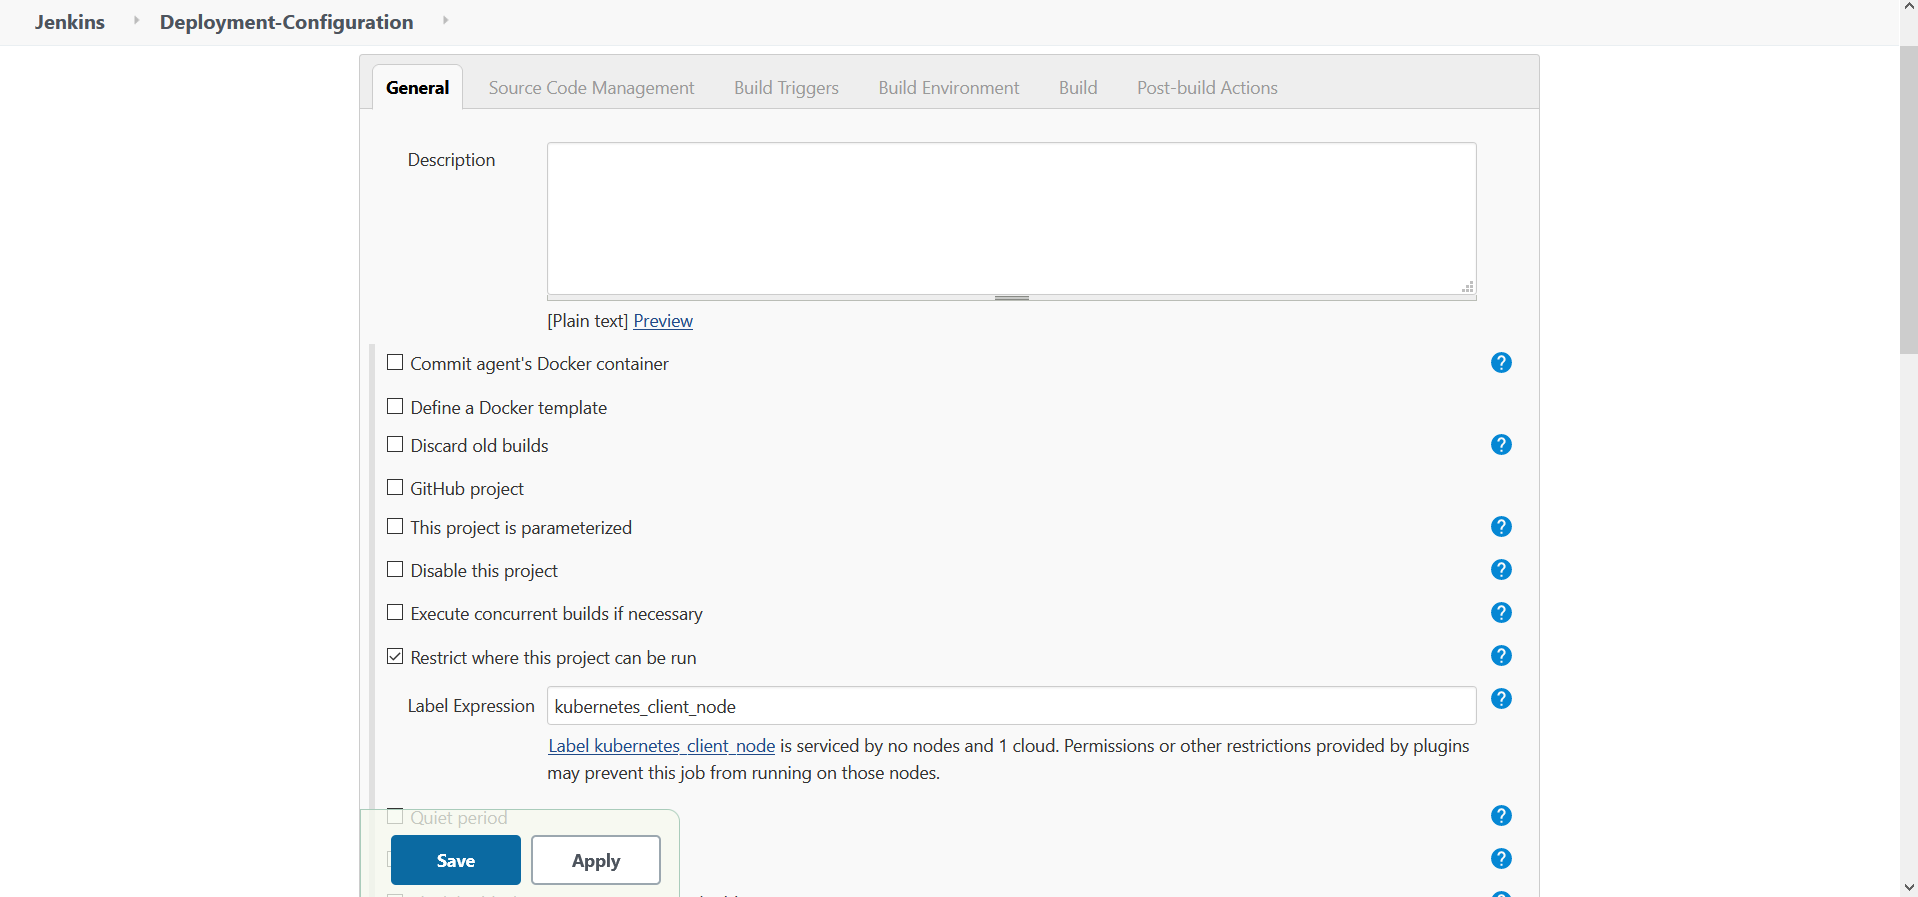 Jenkins Deployment-Configuration
General Source Code Management Build Triggers Build Environment Build Post-build Actions
Description
[Plain text] Preview
Commit agent's Docker container
Define a Docker template
Discard old builds
GitHub project
This project is parameterized
Disable this project
Execute concurrent builds if necessary
Restrict where this project can be run
Label Expression kubernetes_client_node
Label kubernetes_client_node is serviced by no nodes and 1 cloud. Permissions or other restrictions provided by plugins
may prevent this job from running on those nodes.
Quiet period
Save Apply